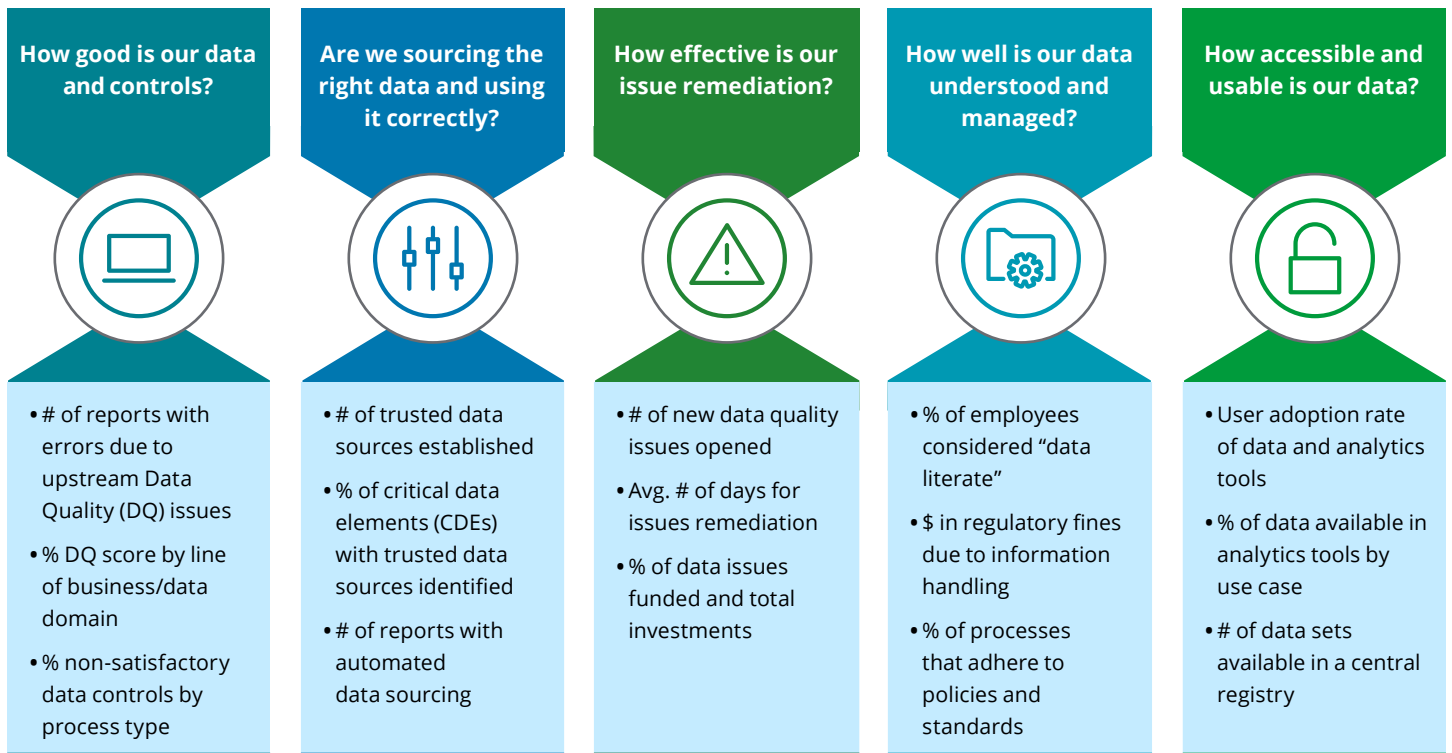 How good is our data
and controls?
• # of reports with
errors due to
upstream Data
Quality (DQ) issues
• % DQ score by line
of business/data
domain
• % non-satisfactory
data controls by
process type
Are we sourcing the
right data and using
it correctly?
• # of trusted data
sources established
• % of critical data
elements (CDEs)
with trusted data
sources identified
• # of reports with
automated
data sourcing
How effective is our
issue remediation?
• # of new data quality
issues opened
• Avg. # of days for
issues remediation
• % of data issues
funded and total
investments
How well is our data
understood and
managed?
• % of employees
considered “data
literate”
• $ in regulatory fines
due to information
handling
• % of processes
that adhere to
policies and
standards
How accessible and
usable is our data?
• User adoption rate
of data and analytics
tools
• % of data available in
analytics tools by
use case
• # of data sets
available in a central
registry